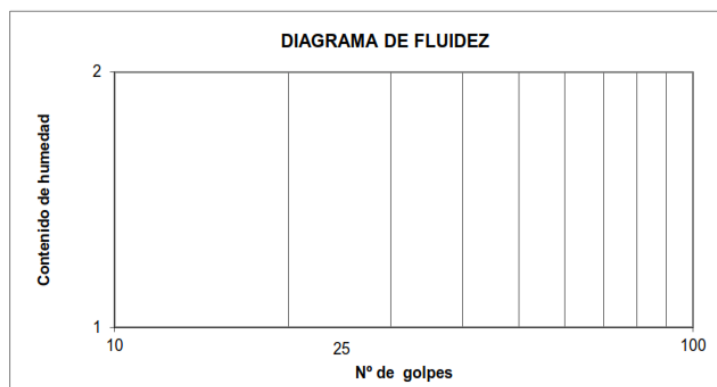 DIAGRAMA DE FLUIDEZ
2
Contenido de humedad
1
10 25 100
Nº de golpes